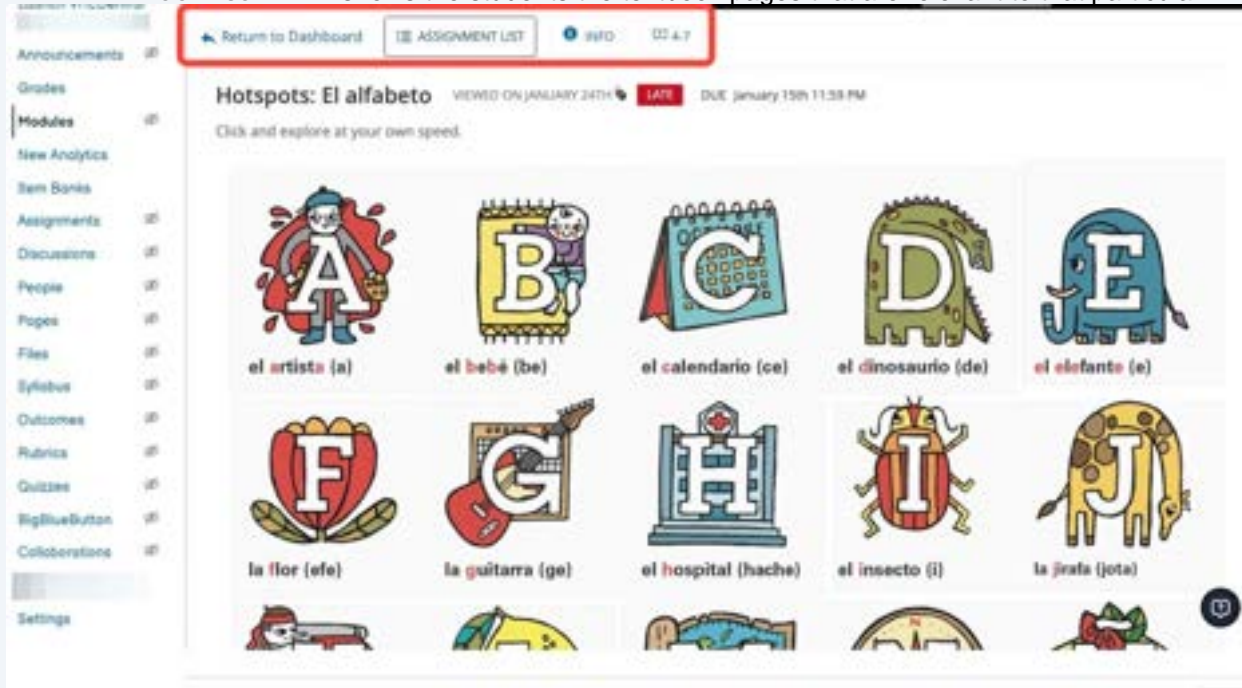 Return to Dashboard
ASSIGNMENT LIST
INFO
4.7
Announcements
Grades
Modules
New Analytics
Item Banks
Assignments
Discussions
People
Pages
Files
Syllabus
Outcomes
Rubrics
Quizzes
BigBlueButton
Collaborations
Settings
Hotspots: El alfabeto VIEWED ON JANUARY 24TH LATE DUE January 15th 11:59 PM
Click and explore at your own speed.
A B C D E
el artista (a) el bebé (be) el calendario (ce) el dinosaurio (de) el elefante (e)
F G H I J
la flor (efe) la guitarra (ge) el hospital (hache) el insecto (i) la jirafa (jota)